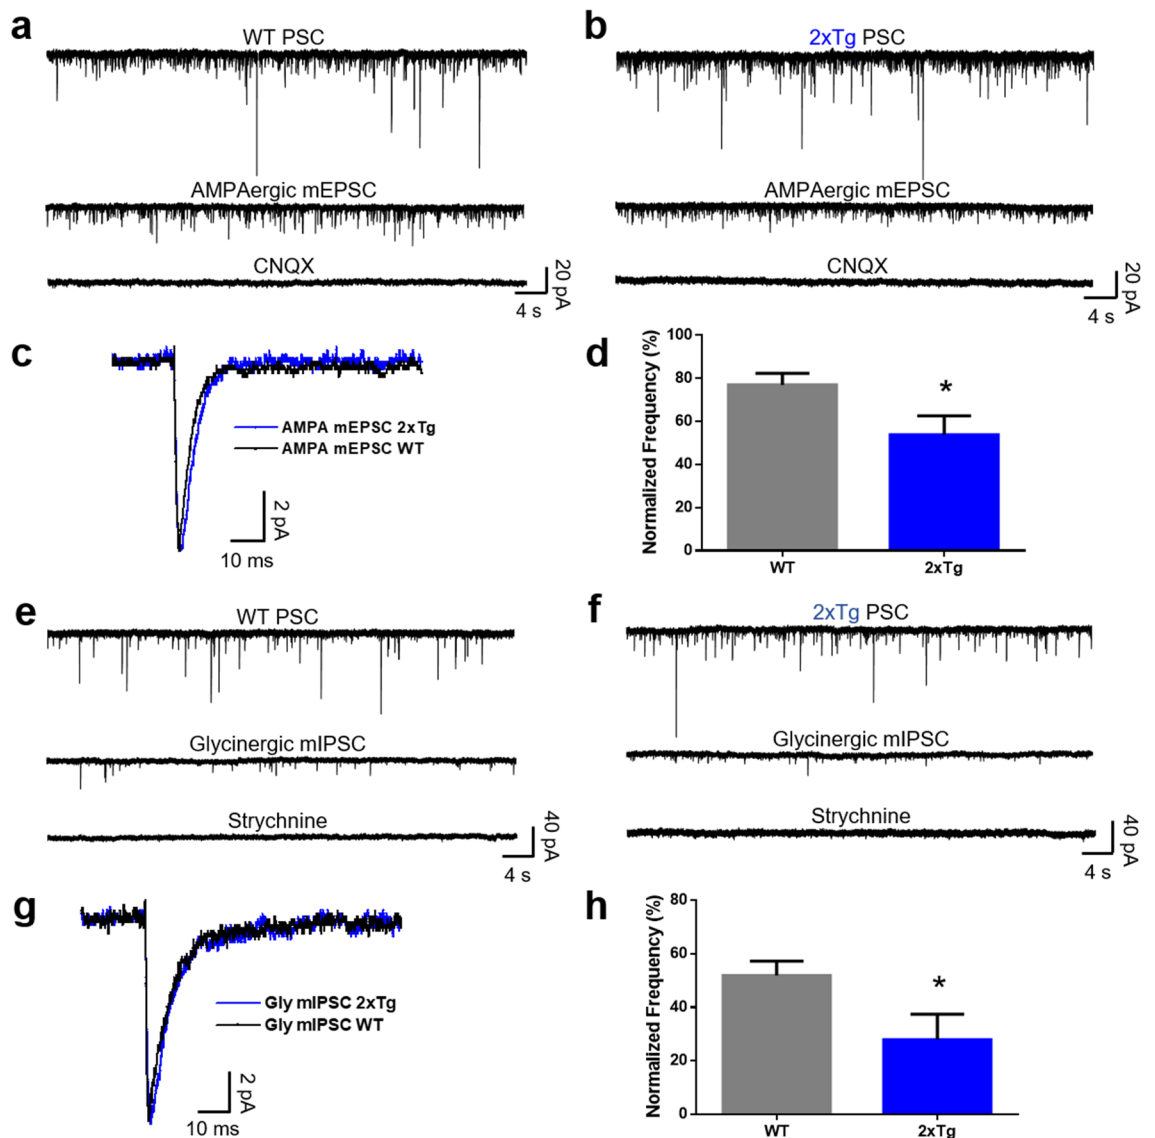 a
WT PSC
AMPAergic mEPSC
CNQX
20 pA
4 s
b
2xTg PSC
AMPAergic mEPSC
CNQX
20 pA
4 s
c
AMPA mEPSC 2xTg
AMPA mEPSC WT
2 pA
10 ms
d
Normalized Frequency (%)
100
80
60
40
20
0
*
WT
2xTg
e
WT PSC
Glycinergic mIPSC
Strychnine
40 pA
4 s
f
2xTg PSC
Glycinergic mIPSC
Strychnine
40 pA
4 s
g
Gly mIPSC 2xTg
Gly mIPSC WT
2 pA
10 ms
h
Normalized Frequency (%)
80
60
40
20
0
*
WT
2xTg